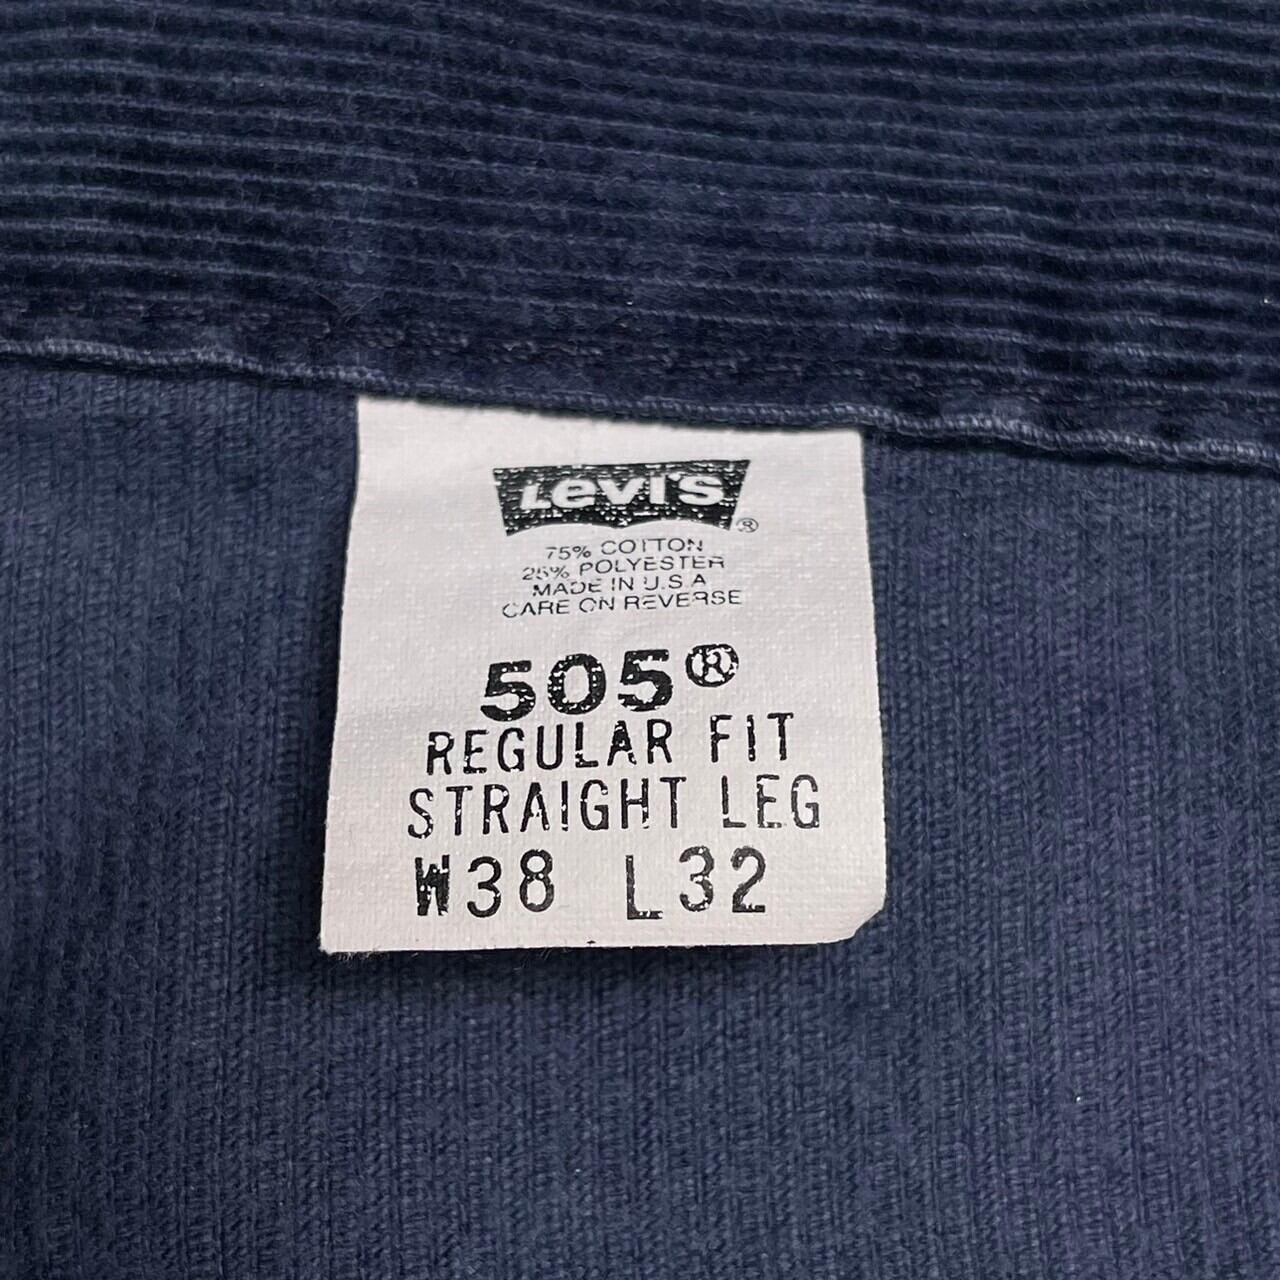 Levi's ®
75% COTTON
25% POLYESTER
MADE IN U.S.A
CARE ON REVERSE
505®
REGULAR FIT
STRAIGHT LEG
W38 L32